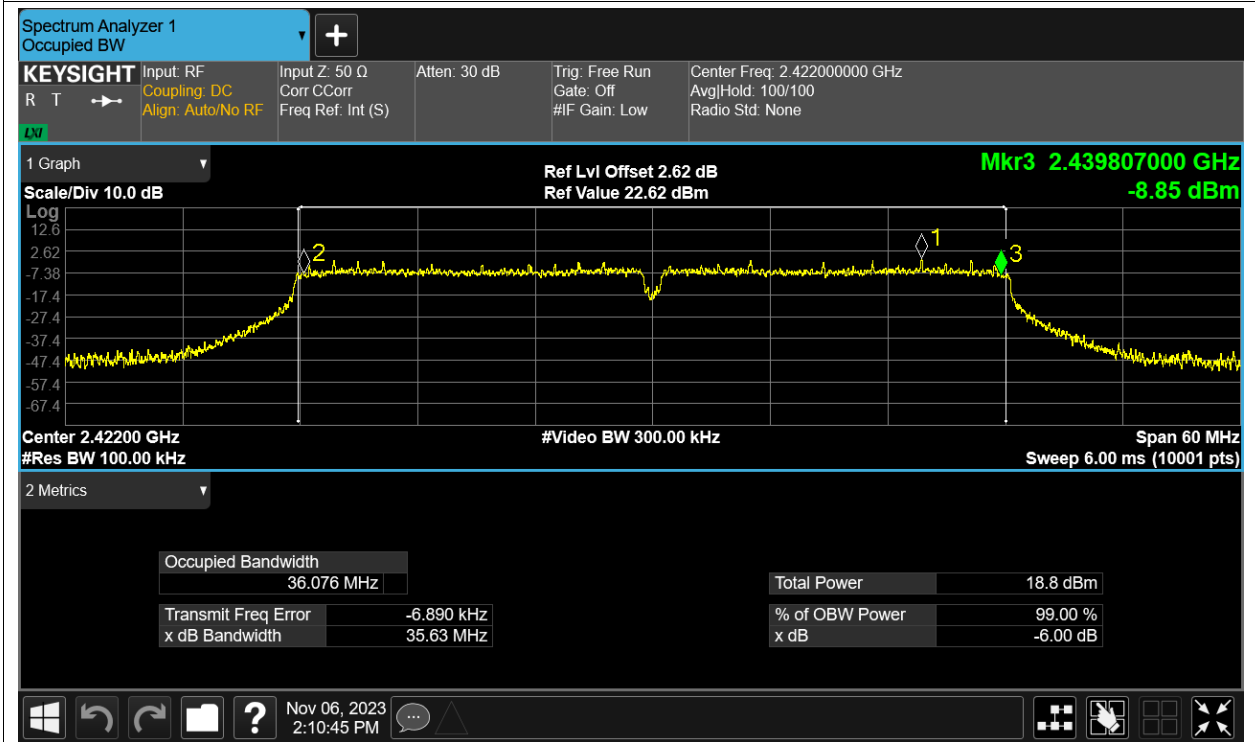 Spectrum Analyzer 1
Occupied BW
KEYSIGHT
R T
LXI
Input: RF
Coupling: DC
Align: Auto/No RF
Input Z: 50 Ω
Corr CCorr
Freq Ref: Int (S)
Atten: 30 dB
Trig: Free Run
Gate: Off
#IF Gain: Low
Center Freq: 2.422000000 GHz
Avg|Hold: 100/100
Radio Std: None
1 Graph
Scale/Div 10.0 dB
Ref Lvl Offset 2.62 dB
Ref Value 22.62 dBm
Mkr3 2.439807000 GHz
-8.85 dBm
Log
12.6
2.62
-7.38
-17.4
-27.4
-37.4
-47.4
-57.4
-67.4
2
1
3
Center 2.42200 GHz
#Video BW 300.00 kHz
Span 60 MHz
#Res BW 100.00 kHz
Sweep 6.00 ms (10001 pts)
2 Metrics
Occupied Bandwidth
36.076 MHz
Total Power 18.8 dBm
Transmit Freq Error -6.890 kHz
% of OBW Power 99.00 %
x dB Bandwidth 35.63 MHz
x dB -6.00 dB
?
Nov 06, 2023
2:10:45 PM